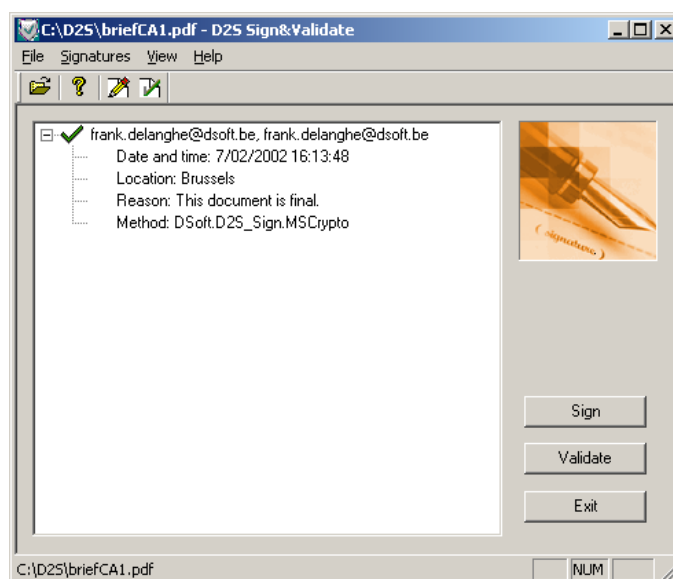 C:\D2S\briefCA1.pdf - D2S Sign&Validate
File Signatures View Help
frank.delanghe@dsoft.be, frank.delanghe@dsoft.be
Date and time: 7/02/2002 16:13:48
Location: Brussels
Reason: This document is final.
Method: DSoft.D2S_Sign.MSCrypto
( signature. )
Sign
Validate
Exit
C:\D2S\briefCA1.pdf
NUM